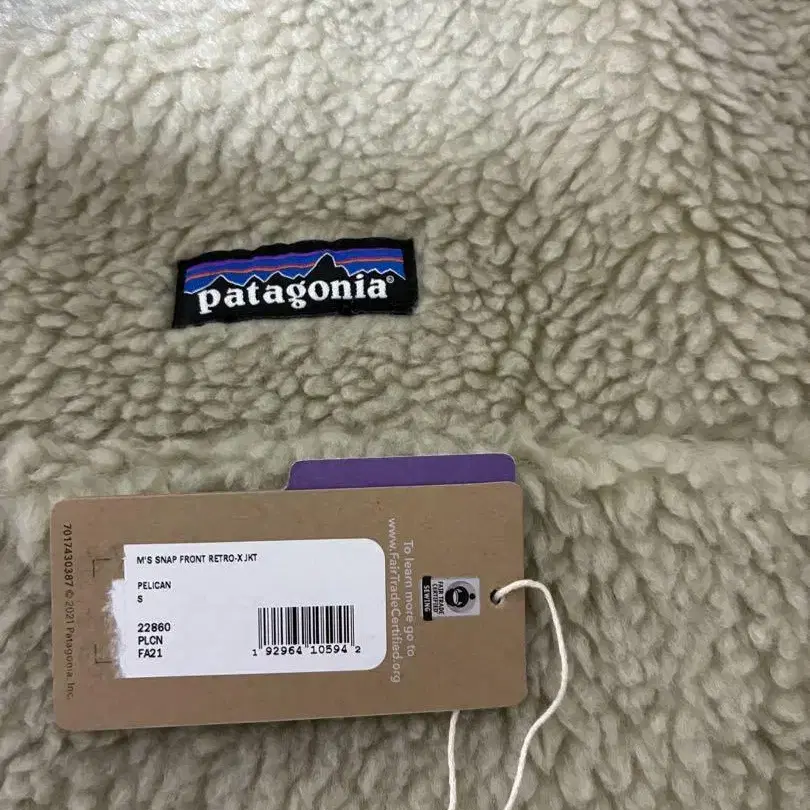 patagonia®
M'S SNAP FRONT RETRO-X JKT
PELICAN
S
22860
PLCN
FA21
1 92964 10594 2
7017430387 © 2021 Patagonia, Inc.
To learn more go to
www.FairTradeCertified.org
FAIR TRADE
CERTIFIED
SEWING